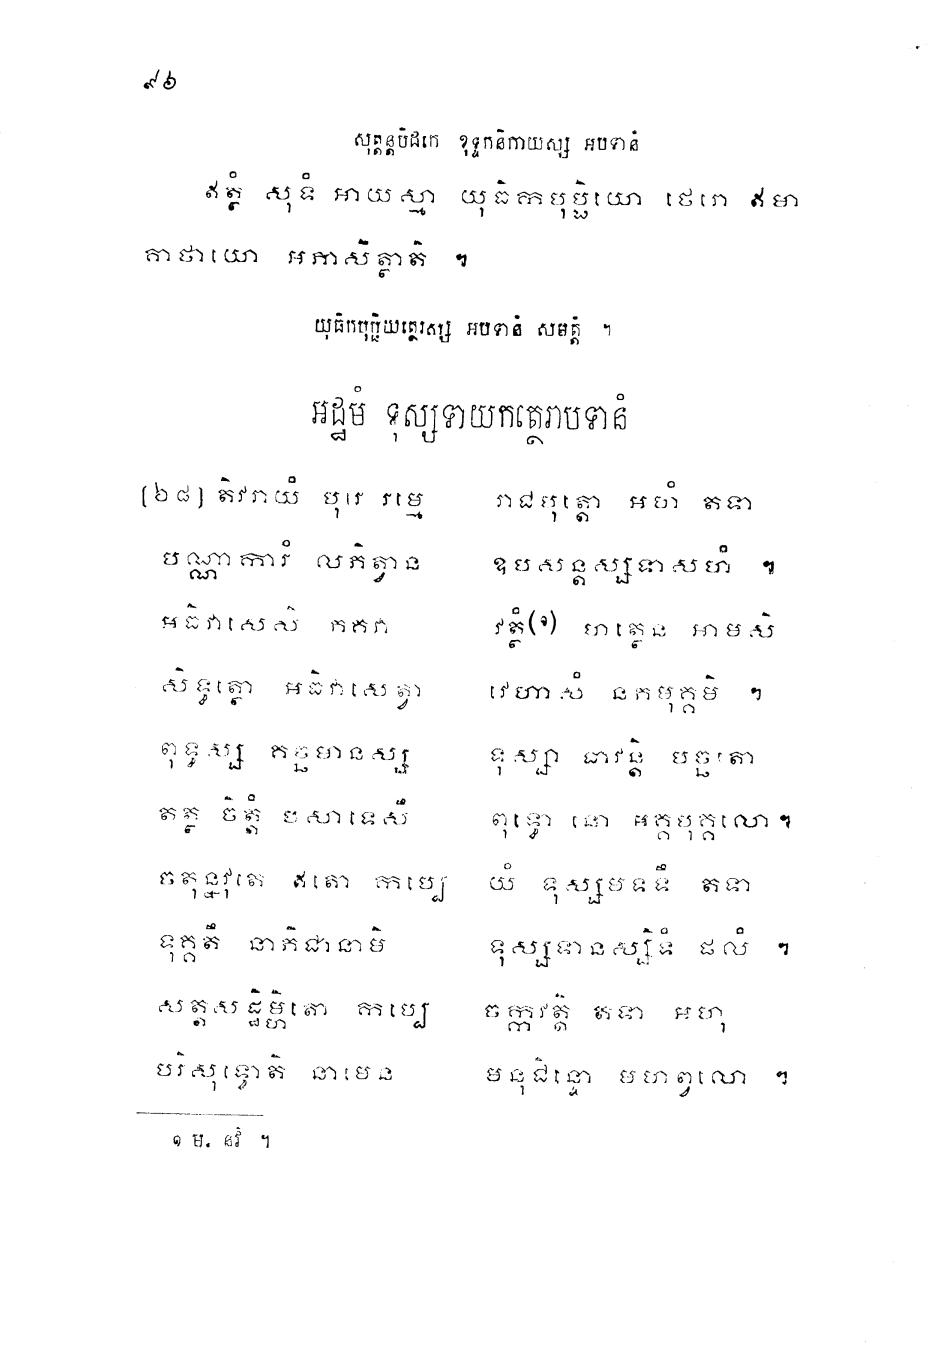 ៩៦
សុត្តន្តបិដកេ ខុទ្ទកនិកាយស្ស អបទានំ
ឥត្ថំ សុទំ អាយស្មា យុធិកបុប្ផិយោ ថេរោ ឥមា
គាថាយោ អភាសិត្ថាតិ ។
យុធិកបុប្ផិយត្ថេរស្ស អបទានំ សមត្តំ ។
អដ្ឋមំ ទុស្សទាយកត្ថេរាបទានំ
[៦៨] តិវរាយំ បុរេ រម្មេ រាជបុត្តោ អហំ តទា
បណ្ណាការំ លភិត្វាន ឧបសន្តស្សទាសហំ ។
អធិវាសេសិ ភគវា វត្ថំ(១) ហត្ថេន អាមសិ
សិទ្ធត្ថោ អធិវាសេត្វា វេហាសំ នភមុគ្គមិ ។
ពុទ្ធស្ស គច្ឆមានស្ស ទុស្សា ធាវន្តិ បច្ឆតោ
តត្ថ ចិត្តំ បសាទេសឹ ពុទ្ធោ នោ អគ្គបុគ្គលោ។
ចតុន្នវុតេ ឥតោ កប្បេ យំ ទុស្សមទទឹ តទា
ទុគ្គតឹ នាភិជានាមិ ទុស្សទានស្សិទំ ផលំ ។
សត្តសដ្ឋិម្ហិតោ កប្បេ ចក្កវត្តិ តទា អហុ
បរិសុទ្ធោតិ នាមេន មនុជិន្ទោ មហព្វលោ ។
១ ម. នវំ ។